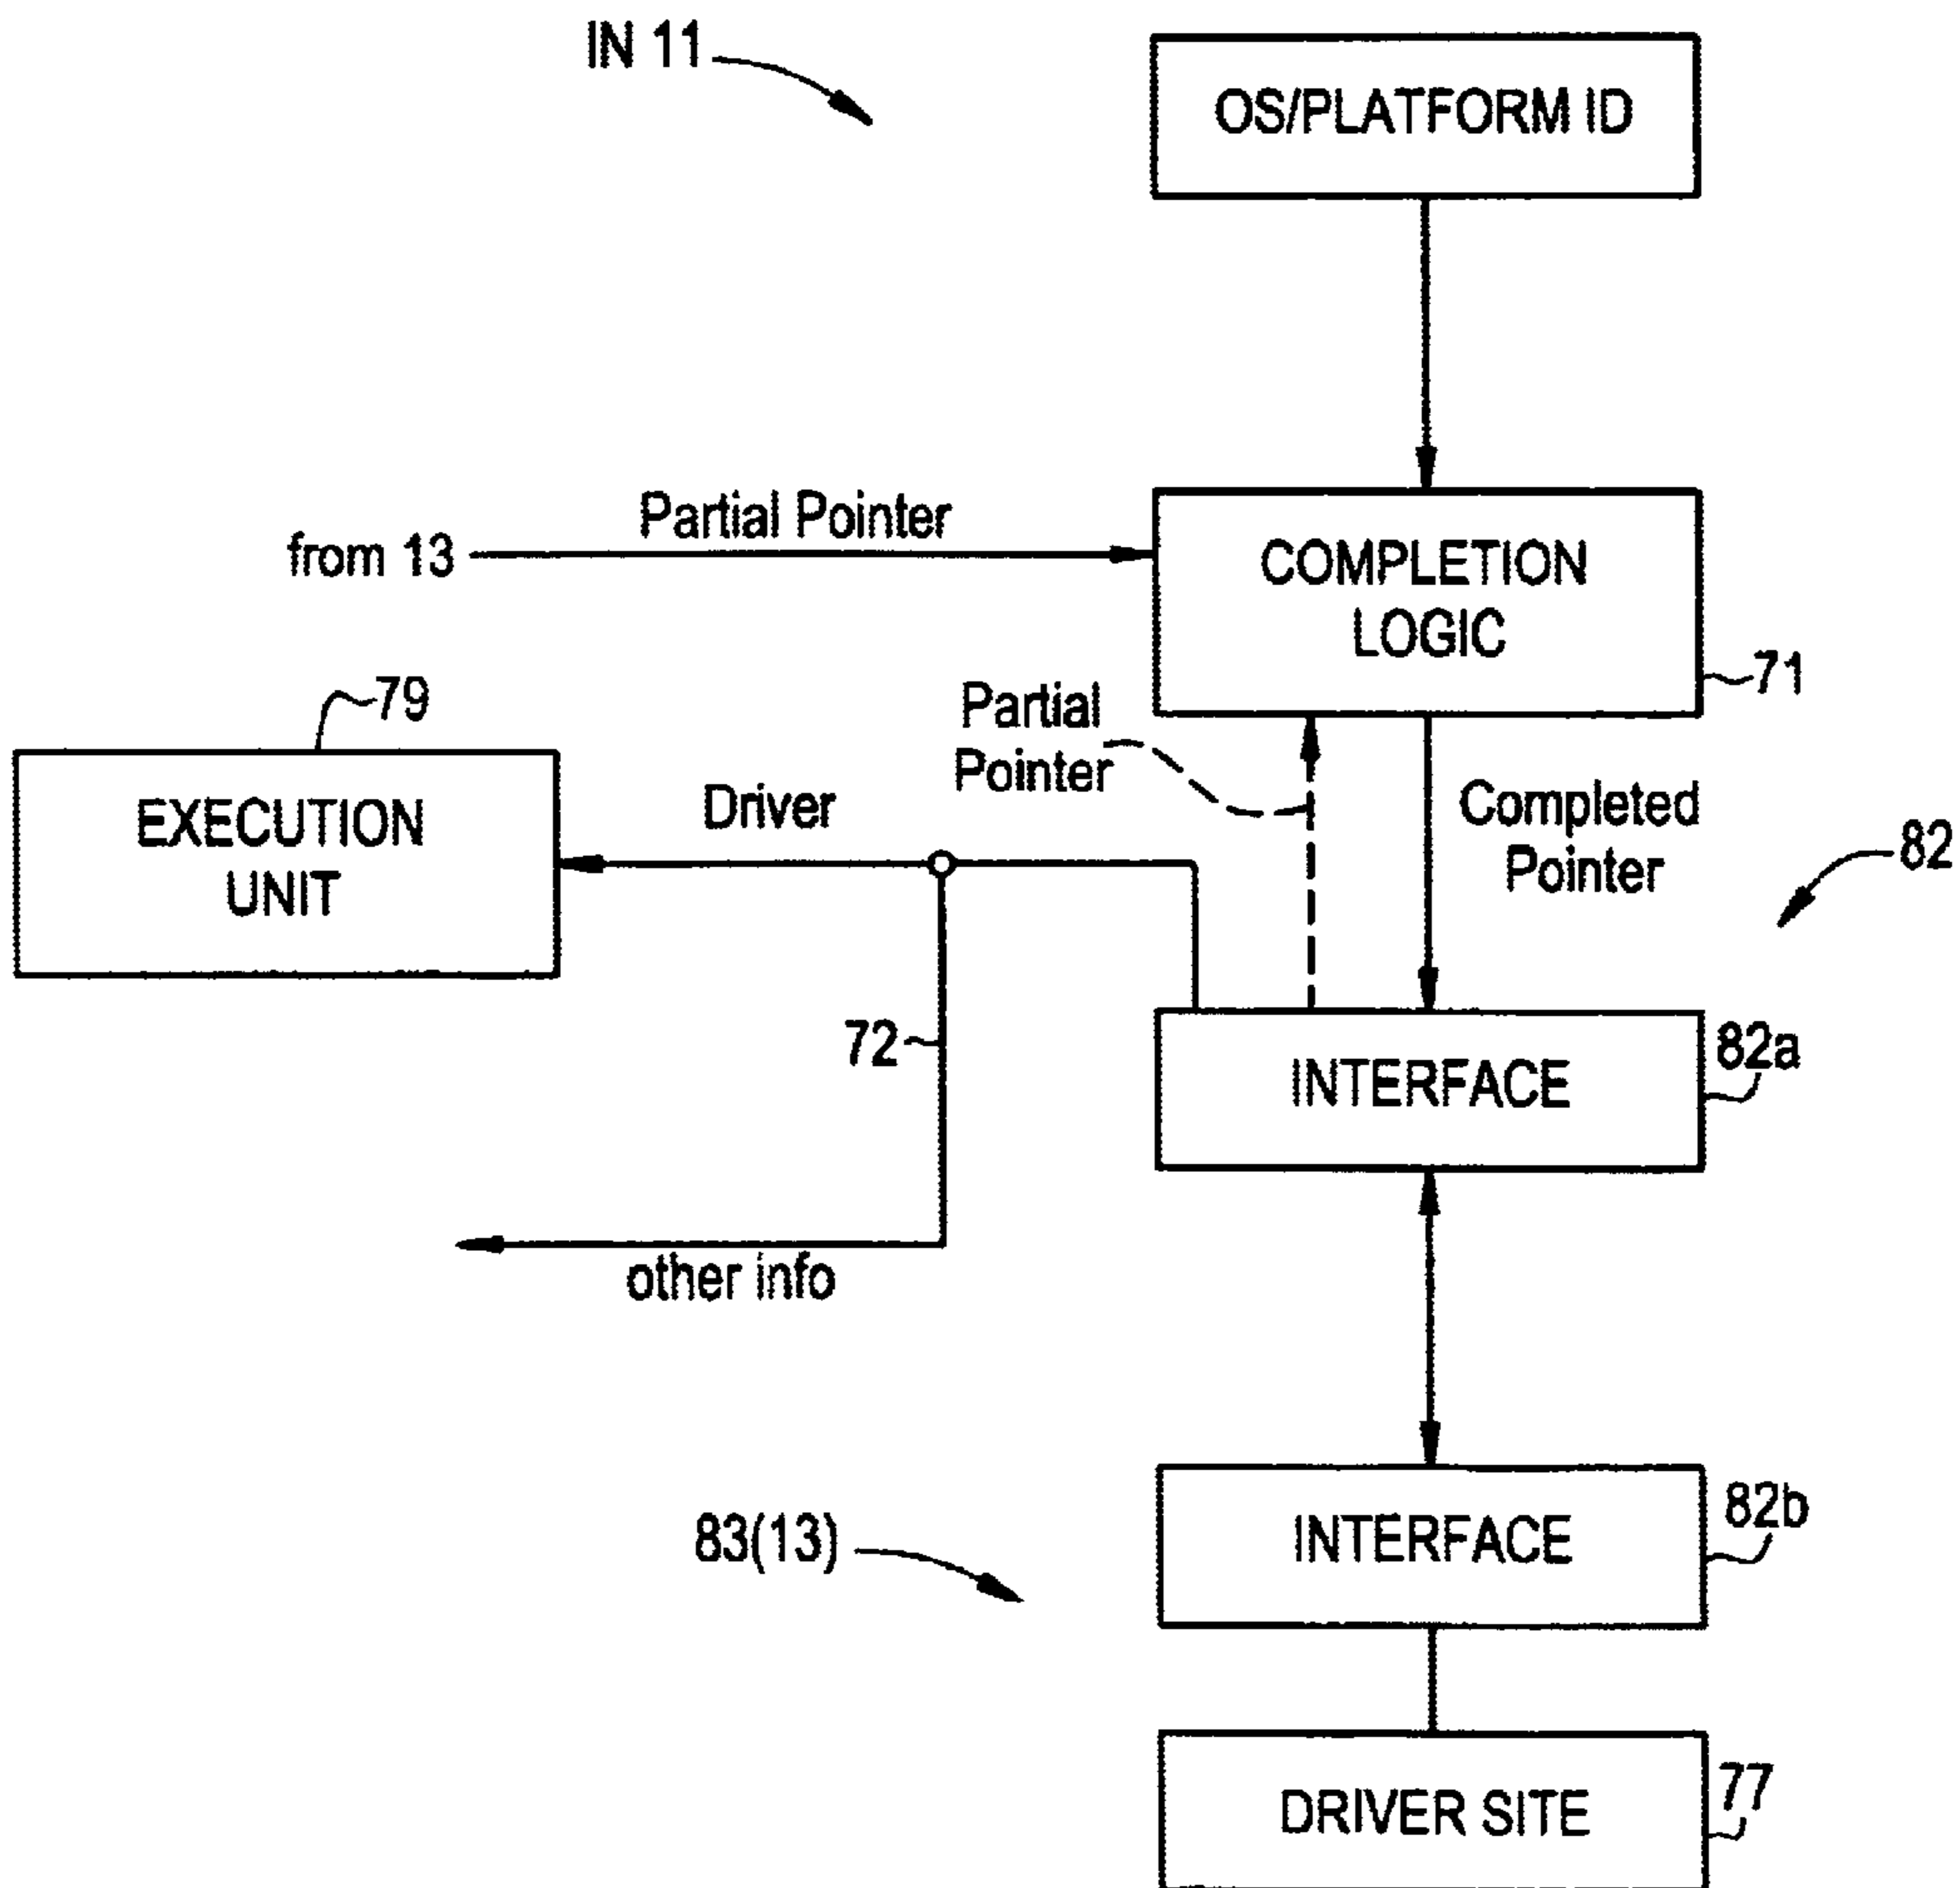 IN 11
OS/PLATFORM ID
Partial Pointer
from 13
COMPLETION
LOGIC
71
79
Partial
Pointer
EXECUTION
UNIT
Driver
Completed
Pointer
82
72
INTERFACE
82a
other info
83(13)
INTERFACE
82b
DRIVER SITE
77